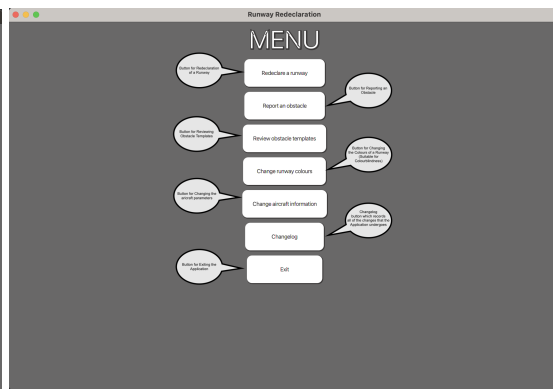 Runway Redeclaration
MENU
Button for Redeclaration
of a Runway
Redeclare a runway
Button for Reporting an
Obstacle
Report an obstacle
Button for Reviewing
Obstacle Templates
Review obstacle templates
Button for Changing
the Colours of a Runway
(Suitable for
Colourblindness)
Change runway colours
Button for Changing the
aircraft parameters
Change aircraft information
Changelog
button which records
all of the changes that the
Application undergoes
Changelog
Button for Exiting the
Application
Exit